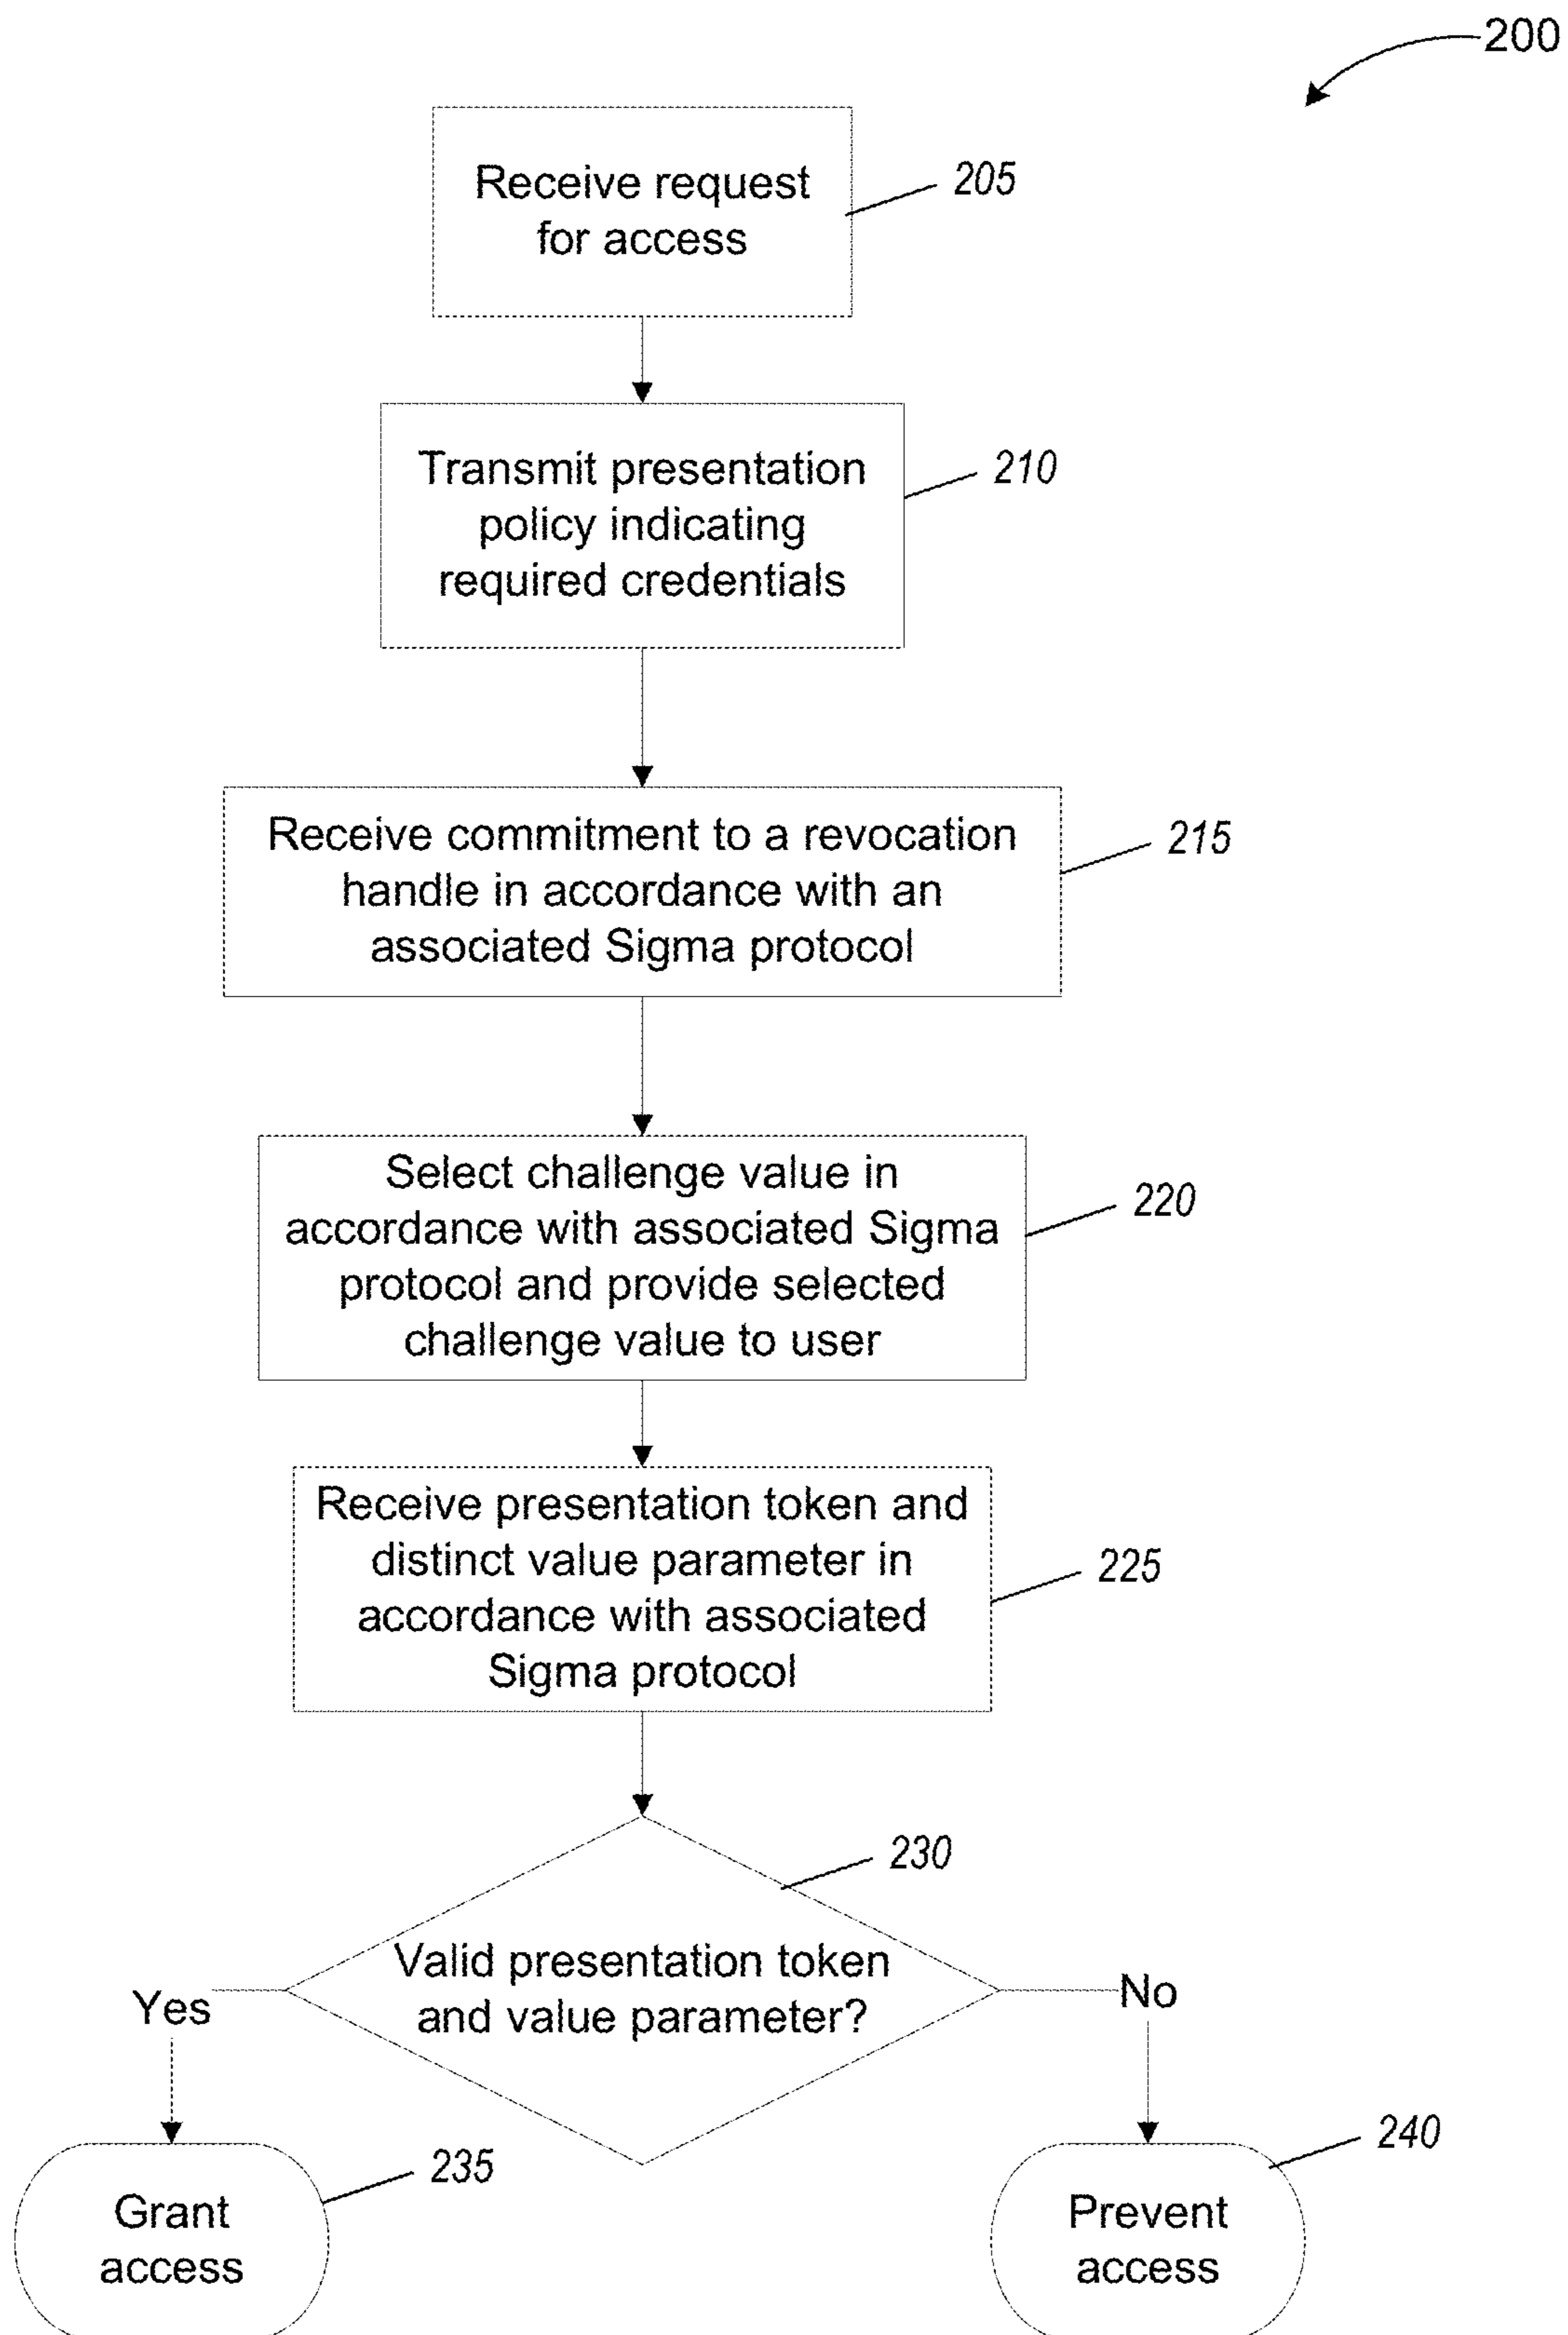 200
Receive request
for access
205
Transmit presentation
policy indicating
required credentials
210
Receive commitment to a revocation
handle in accordance with an
associated Sigma protocol
215
Select challenge value in
accordance with associated Sigma
protocol and provide selected
challenge value to user
220
Receive presentation token and
distinct value parameter in
accordance with associated
Sigma protocol
225
230
Valid presentation token
and value parameter?
Yes
No
Grant
access
235
Prevent
access
240